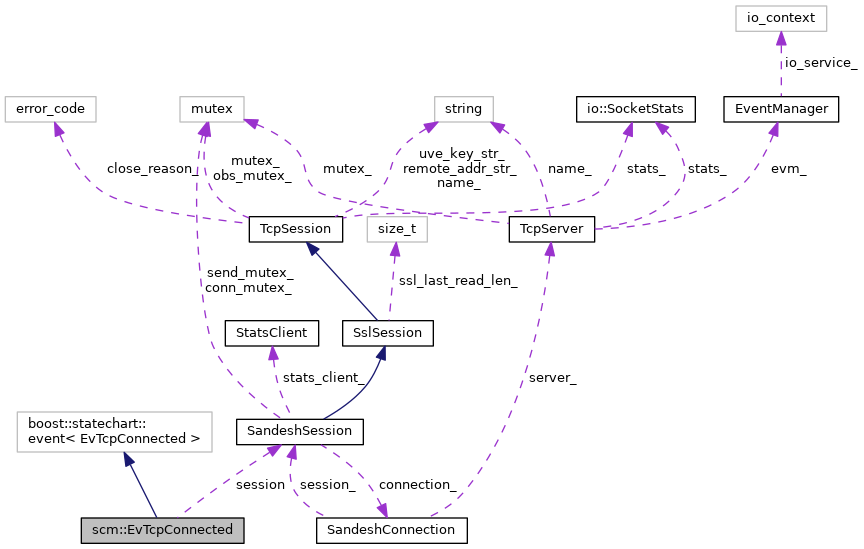 io_context
io_service_
error_code
mutex
string
io::SocketStats
EventManager
close_reason_
mutex_
obs_mutex_
mutex_
uve_key_str_
remote_addr_str_
name_
name_
stats_
stats_
evm_
TcpSession
size_t
TcpServer
send_mutex_
conn_mutex_
ssl_last_read_len_
StatsClient
SslSession
stats_client_
server_
boost::statechart::
event< EvTcpConnected >
SandeshSession
session
session_
connection_
scm::EvTcpConnected
SandeshConnection